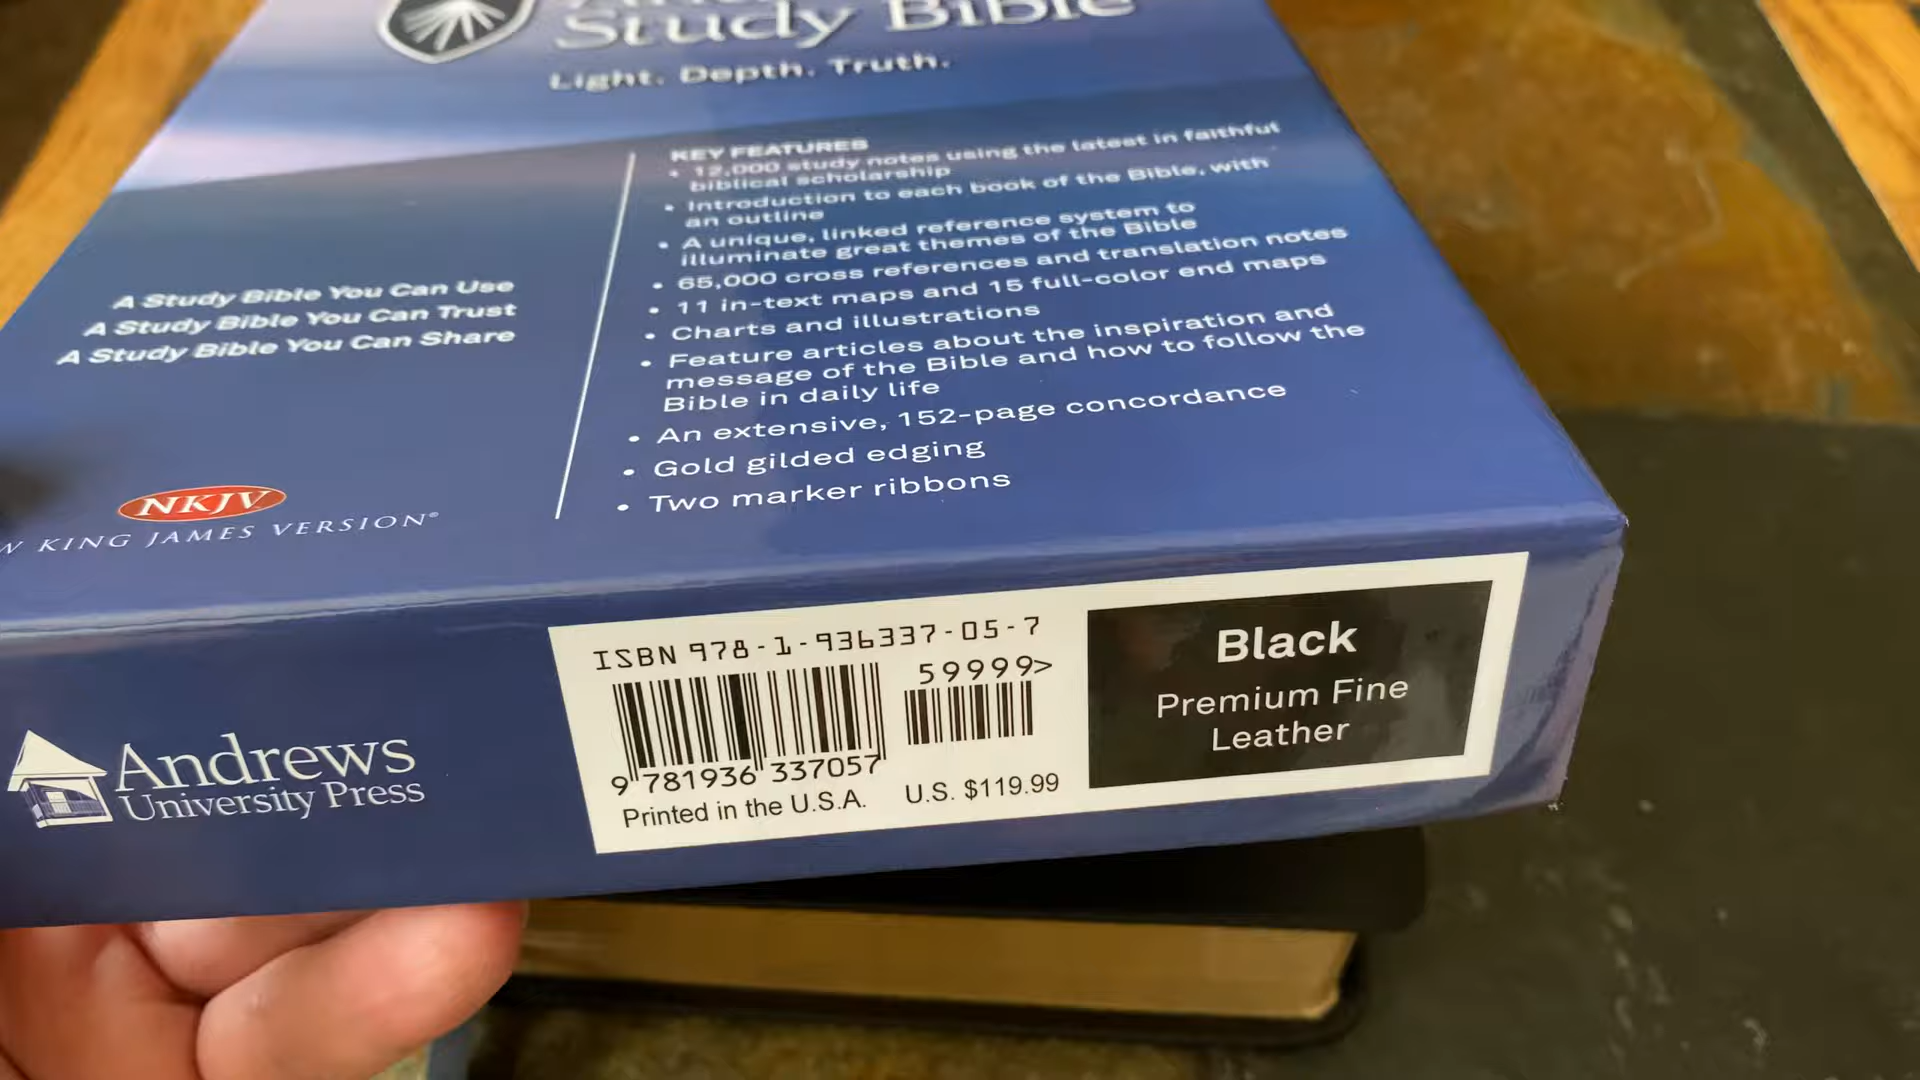 Study Bible
Light. Depth. Truth.
KEY FEATURES
• 12,000 study notes using the latest in faithful
biblical scholarship
• Introduction to each book of the Bible, with
an outline
• A unique, linked reference system to
illuminate great themes of the Bible
• 65,000 cross references and translation notes
• 11 in-text maps and 15 full-color end maps
• Charts and illustrations
• Feature articles about the inspiration and
message of the Bible and how to follow the
Bible in daily life
• An extensive, 152-page concordance
• Gold gilded edging
• Two marker ribbons
A Study Bible You Can Use
A Study Bible You Can Trust
A Study Bible You Can Share
NKJV
KING JAMES VERSION®
Andrews
University Press
ISBN 978-1-936337-05-7
59999>
9 781936 337057
Printed in the U.S.A. U.S. $119.99
Black
Premium Fine
Leather